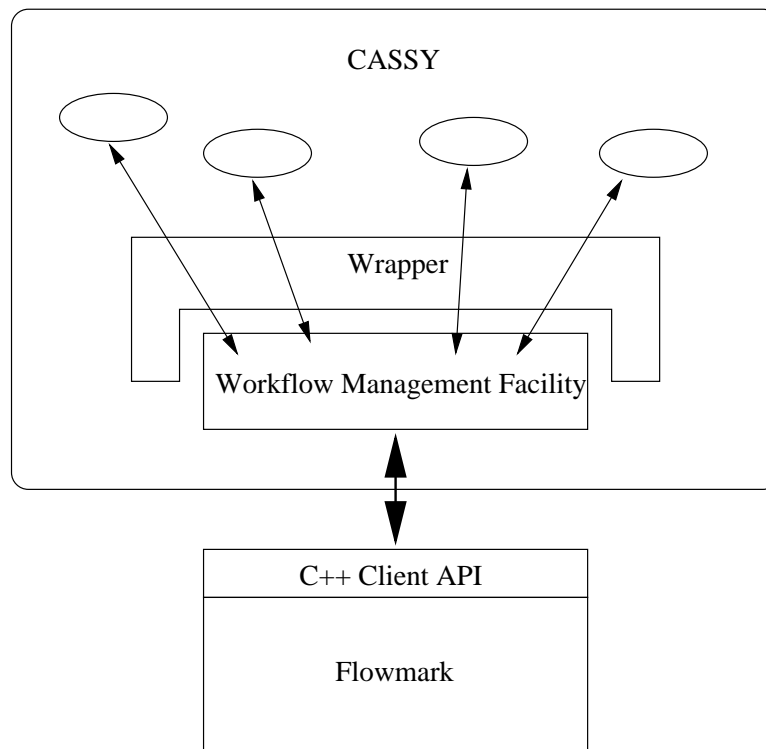 CASSY
Wrapper
Workflow Management Facility
C++ Client API
Flowmark